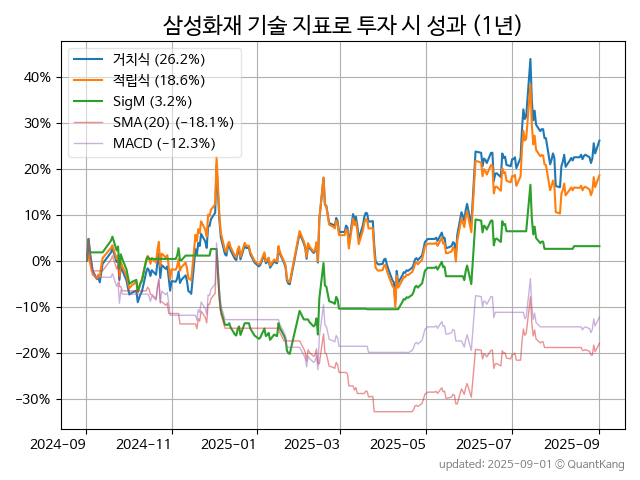 삼성화재 기술 지표로 투자 시 성과 (1년)
거치식 (26.2%)
적립식 (18.6%)
SigM (3.2%)
SMA(20) (−18.1%)
MACD (−12.3%)
40%
30%
20%
10%
0%
−10%
−20%
−30%
2024-09 2024-11 2025-01 2025-03 2025-05 2025-07 2025-09
updated: 2025-09-01 © QuantKang